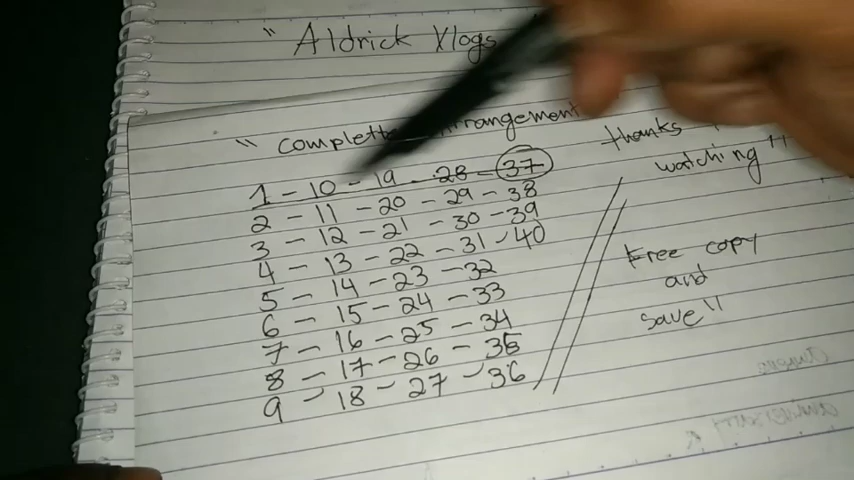 " Aldrick Vlogs
" complette arrangement
1 - 10 - 19 - 28 - 37
2 - 11 - 20 - 29 - 38
3 - 12 - 21 - 30 - 39
4 - 13 - 22 - 31 - 40
5 - 14 - 23 - 32
6 - 15 - 24 - 33
7 - 16 - 25 - 34
8 - 17 - 26 - 35
9 - 18 - 27 - 36
thanks
watching "
Free copy
and
save "